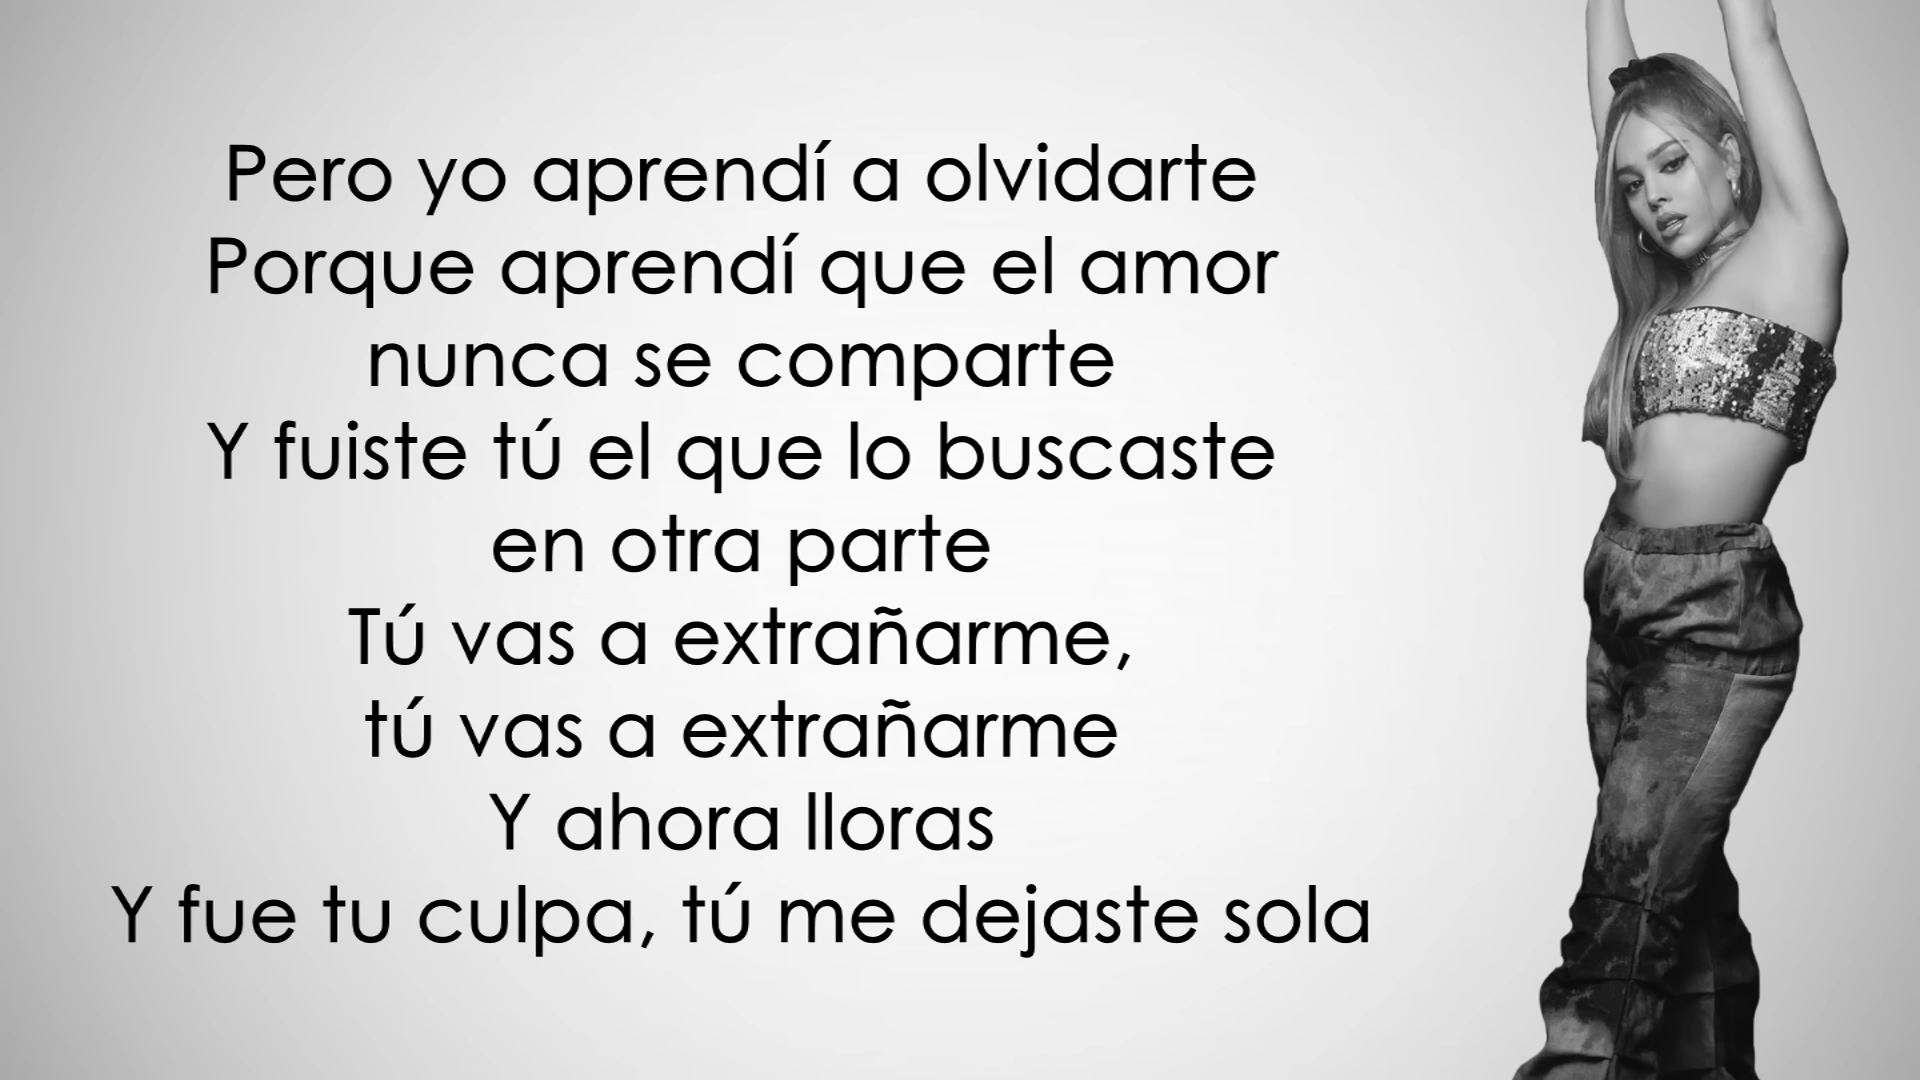 Pero yo aprendí a olvidarte
Porque aprendí que el amor
nunca se comparte
Y fuiste tú el que lo buscaste
en otra parte
Tú vas a extrañarme,
tú vas a extrañarme
Y ahora lloras
Y fue tu culpa, tú me dejaste sola